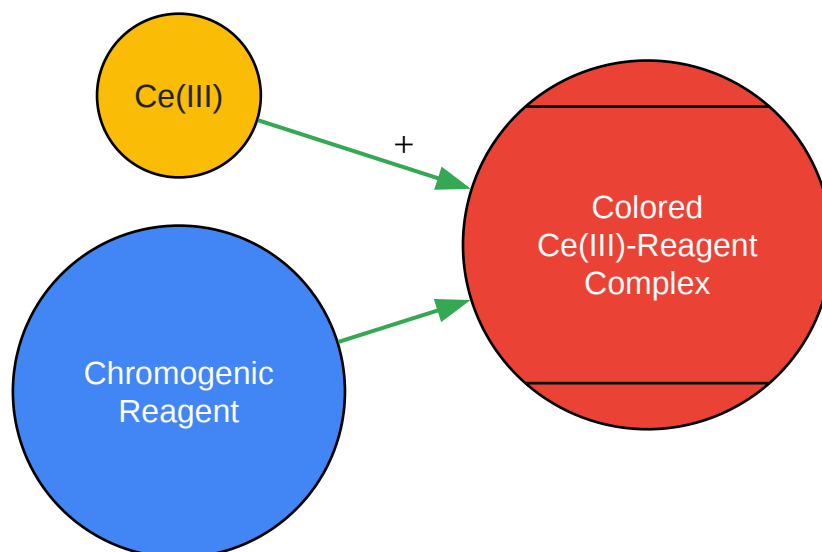 Ce(III)
+
Colored
Ce(III)-Reagent
Complex
Chromogenic
Reagent